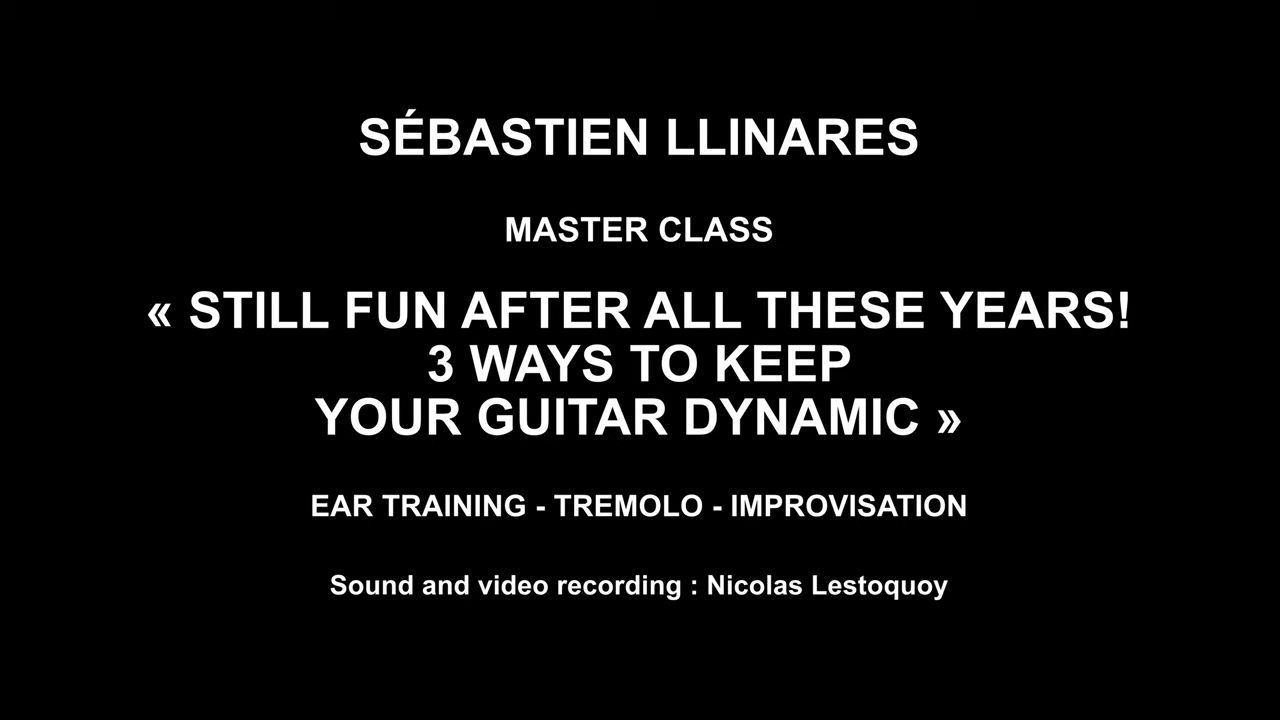 SÉBASTIEN LLINARES
MASTER CLASS
« STILL FUN AFTER ALL THESE YEARS!
3 WAYS TO KEEP
YOUR GUITAR DYNAMIC »
EAR TRAINING - TREMOLO - IMPROVISATION
Sound and video recording : Nicolas Lestoquoy